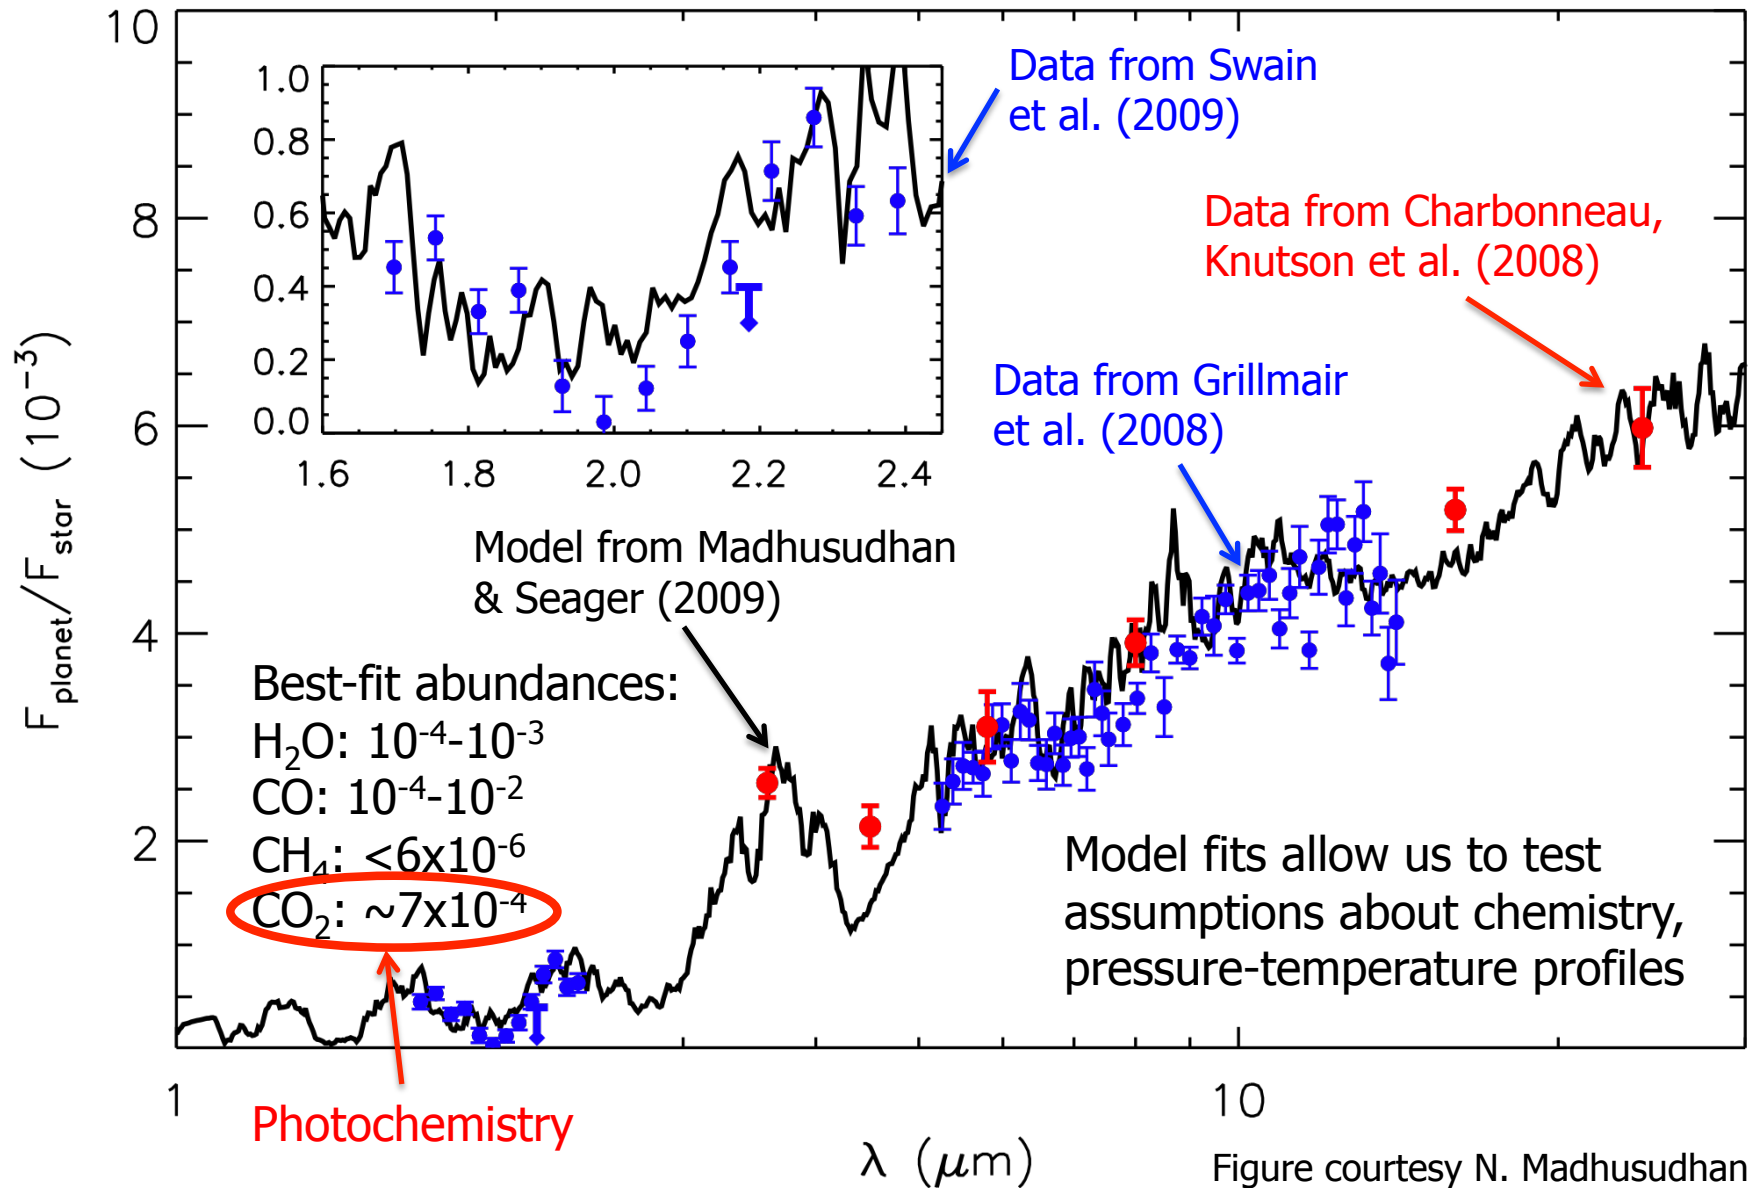 10
8
6
4
2
F_planet/F_star (10⁻³)
1.0
0.8
0.6
0.4
0.2
0.0
1.6 1.8 2.0 2.2 2.4
Data from Swain
et al. (2009)
Data from Charbonneau,
Knutson et al. (2008)
Data from Grillmair
et al. (2008)
Model from Madhusudhan
& Seager (2009)
Best-fit abundances:
H₂O: 10⁻⁴-10⁻³
CO: 10⁻⁴-10⁻²
CH₄: <6x10⁻⁶
CO₂: ~7x10⁻⁴
Model fits allow us to test
assumptions about chemistry,
pressure-temperature profiles
1 10
Photochemistry
λ (μm)
Figure courtesy N. Madhusudhan